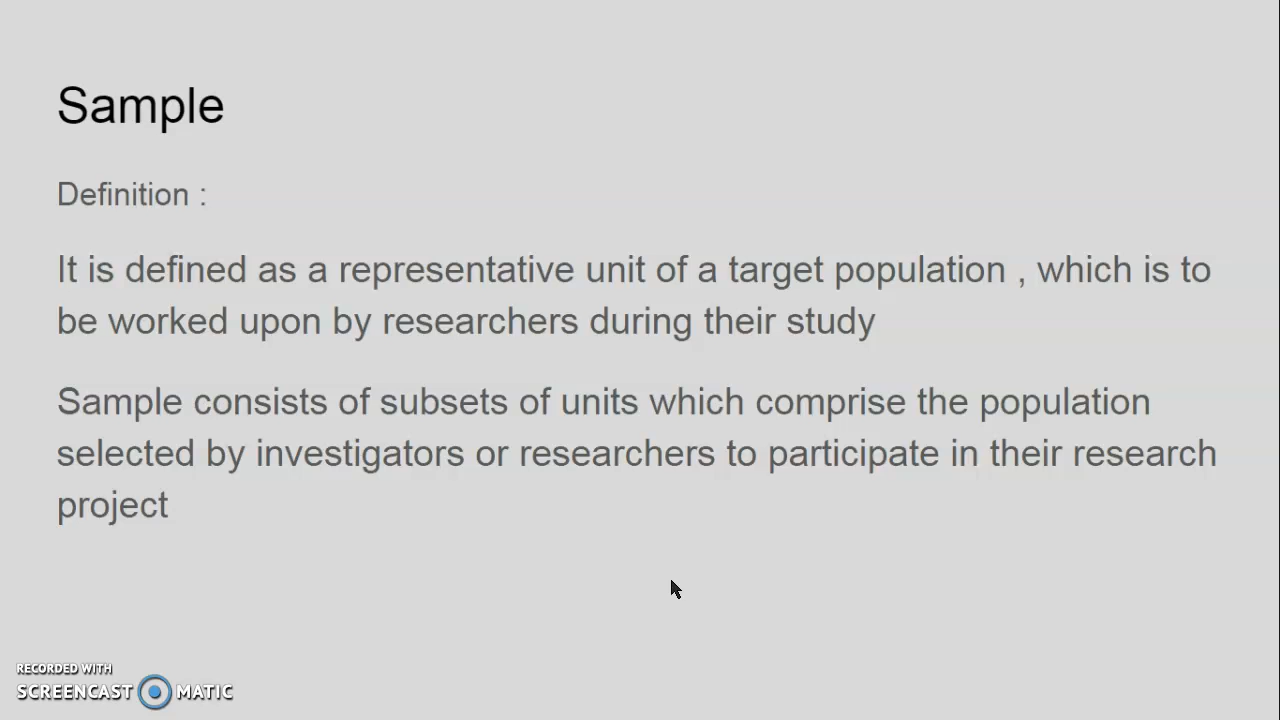 Sample
Definition :
It is defined as a representative unit of a target population , which is to
be worked upon by researchers during their study
Sample consists of subsets of units which comprise the population
selected by investigators or researchers to participate in their research
project
RECORDED WITH
SCREENCAST MATIC